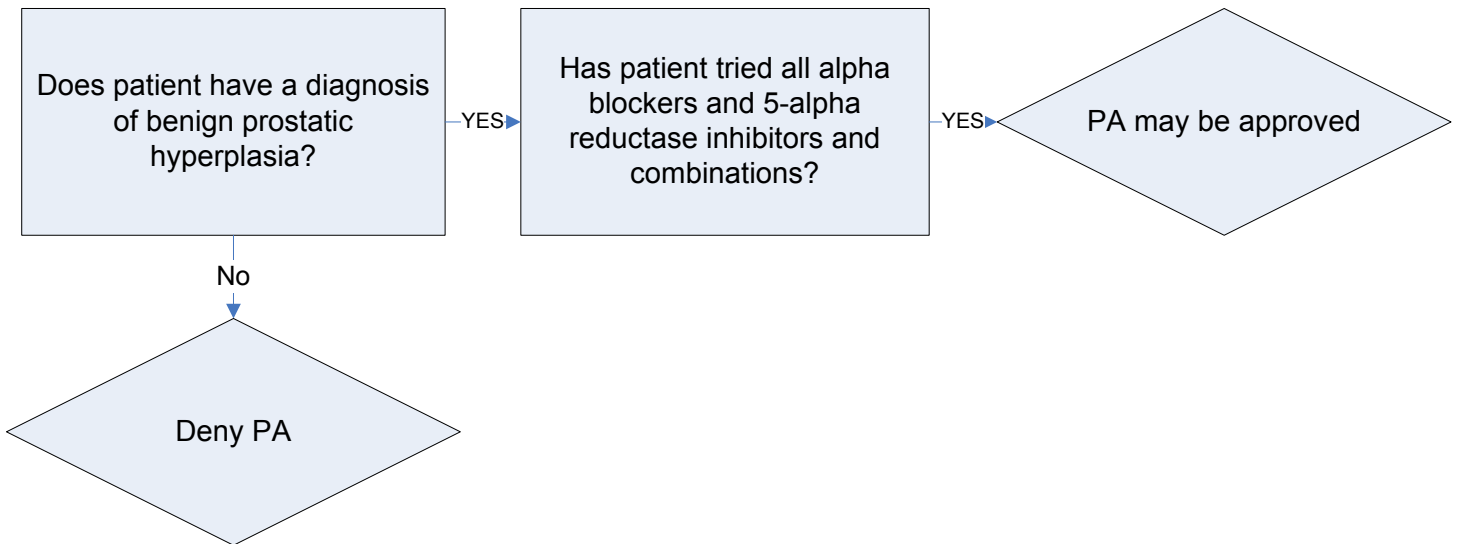 Does patient have a diagnosis
of benign prostatic
hyperplasia?
YES
Has patient tried all alpha
blockers and 5-alpha
reductase inhibitors and
combinations?
YES
PA may be approved
No
Deny PA